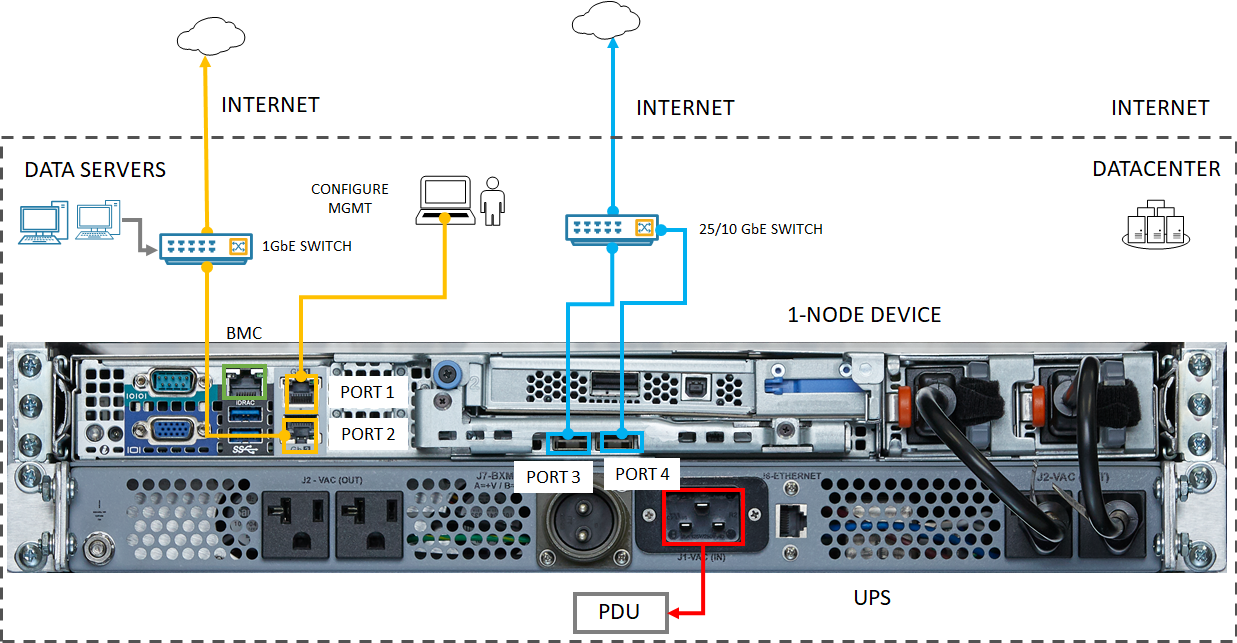 INTERNET
INTERNET
INTERNET
DATA SERVERS
CONFIGURE
MGMT
DATACENTER
1GbE SWITCH
25/10 GbE SWITCH
1-NODE DEVICE
BMC
IOIOI
iDRAC
PORT 1
PORT 2
PORT 3
PORT 4
J2 - VAC (OUT)
J7-BXM
A=+V / B=
J6-ETHERNET
J2-VAC
J1-VAC (IN)
PDU
UPS